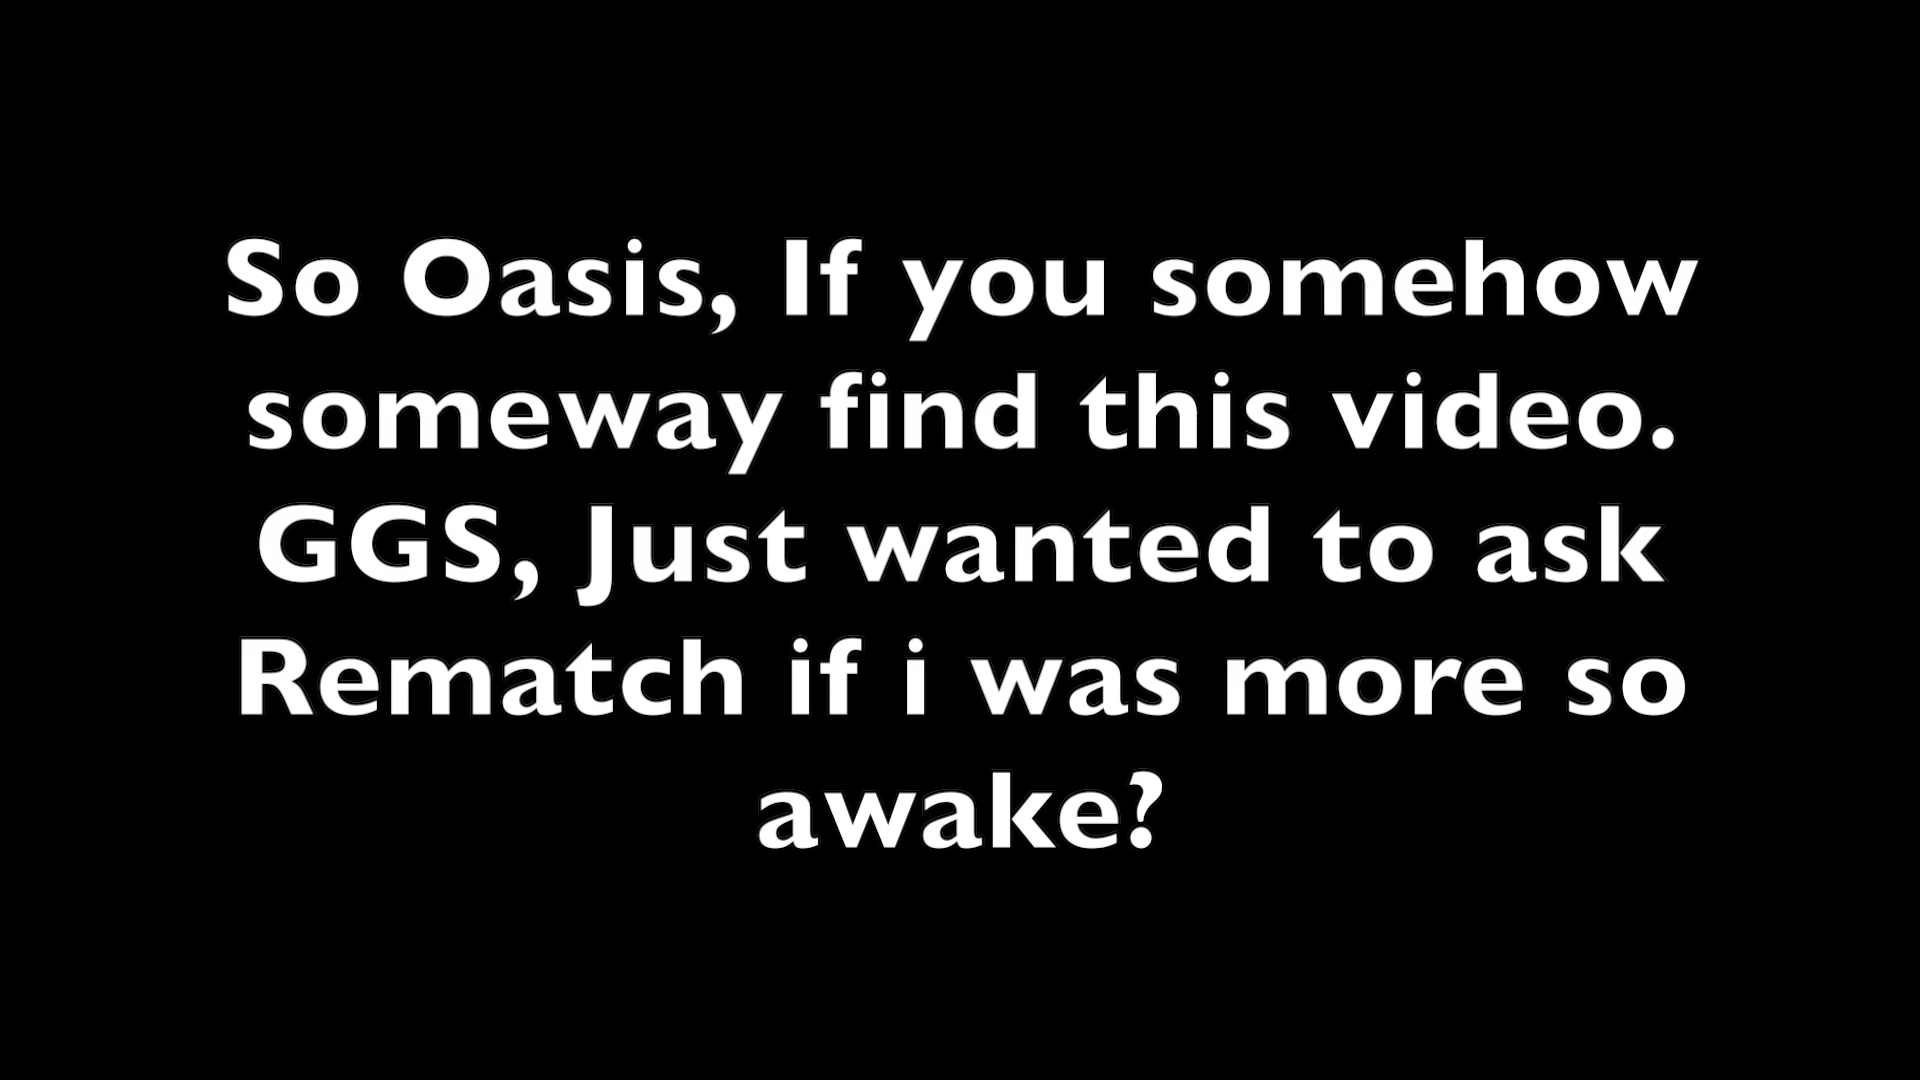 So Oasis, If you somehow
someway find this video.
GGS, Just wanted to ask
Rematch if i was more so
awake?